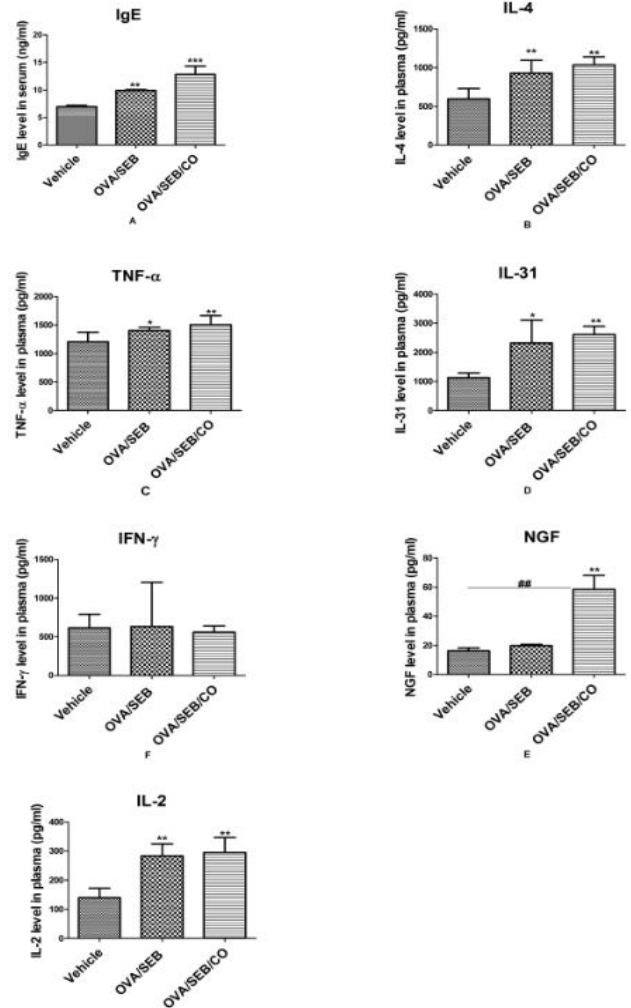 IgE
IgE level in serum (ng/ml)
20
15
10
5
0
**
***
Vehicle
OVA/SEB
OVA/SEB/CO
A
IL-4
IL-4 level in plasma (pg/ml)
1500
1000
500
0
**
**
Vehicle
OVA/SEB
OVA/SEB/CO
B
TNF-α
TNF-α level in plasma (pg/ml)
2000
1500
1000
500
0
*
**
Vehicle
OVA/SEB
OVA/SEB/CO
C
IL-31
IL-31 level in plasma (pg/ml)
4000
3000
2000
1000
0
*
**
Vehicle
OVA/SEB
OVA/SEB/CO
D
IFN-γ
IFN-γ level in plasma (pg/ml)
1500
1000
500
0
Vehicle
OVA/SEB
OVA/SEB/CO
F
NGF
NGF level in plasma (pg/ml)
80
60
40
20
0
##
**
Vehicle
OVA/SEB
OVA/SEB/CO
E
IL-2
IL-2 level in plasma (pg/ml)
400
300
200
100
0
**
**
Vehicle
OVA/SEB
OVA/SEB/CO